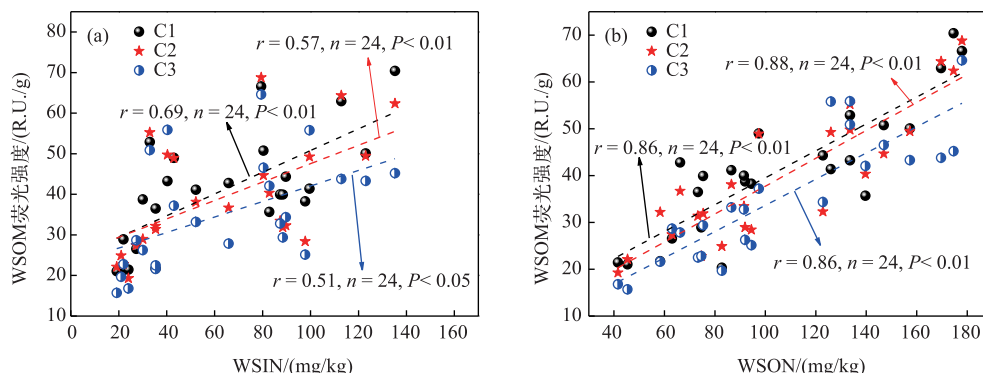 (a)
C1
C2
C3
r = 0.57, n = 24, P< 0.01
r = 0.69, n = 24, P< 0.01
r = 0.51, n = 24, P< 0.05
WSOM荧光强度/(R.U./g)
80
70
60
50
40
30
20
10
0 20 40 60 80 100 120 140 160
WSIN/(mg/kg)
(b)
C1
C2
C3
r = 0.88, n = 24, P< 0.01
r = 0.86, n = 24, P< 0.01
r = 0.86, n = 24, P< 0.01
WSOM荧光强度/(R.U./g)
70
60
50
40
30
20
10
40 60 80 100 120 140 160 180
WSON/(mg/kg)